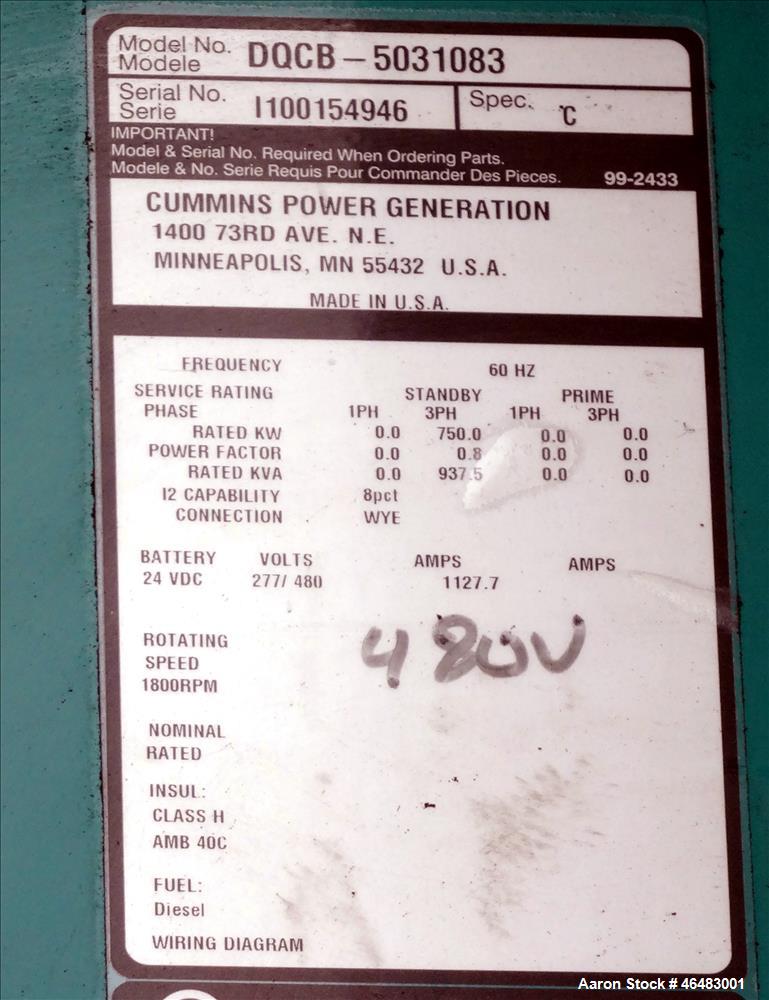 Model No. DQCB – 5031083
Modele
Serial No. I100154946 Spec. C
Serie
IMPORTANT!
Model & Serial No. Required When Ordering Parts.
Modele & No. Serie Requis Pour Commander Des Pieces. 99-2433
CUMMINS POWER GENERATION
1400 73RD AVE. N.E.
MINNEAPOLIS, MN 55432 U.S.A.
MADE IN U.S.A.
FREQUENCY 60 HZ
SERVICE RATING STANDBY PRIME
PHASE 1PH 3PH 1PH 3PH
RATED KW 0.0 750.0 0.0 0.0
POWER FACTOR 0.0 0.8 0.0 0.0
RATED KVA 0.0 937.5 0.0 0.0
I2 CAPABILITY 8pct
CONNECTION WYE
BATTERY VOLTS AMPS AMPS
24 VDC 277/ 480 1127.7
480V
ROTATING
SPEED
1800RPM
NOMINAL
RATED
INSUL:
CLASS H
AMB 40C
FUEL:
Diesel
WIRING DIAGRAM
Aaron Stock # 46483001